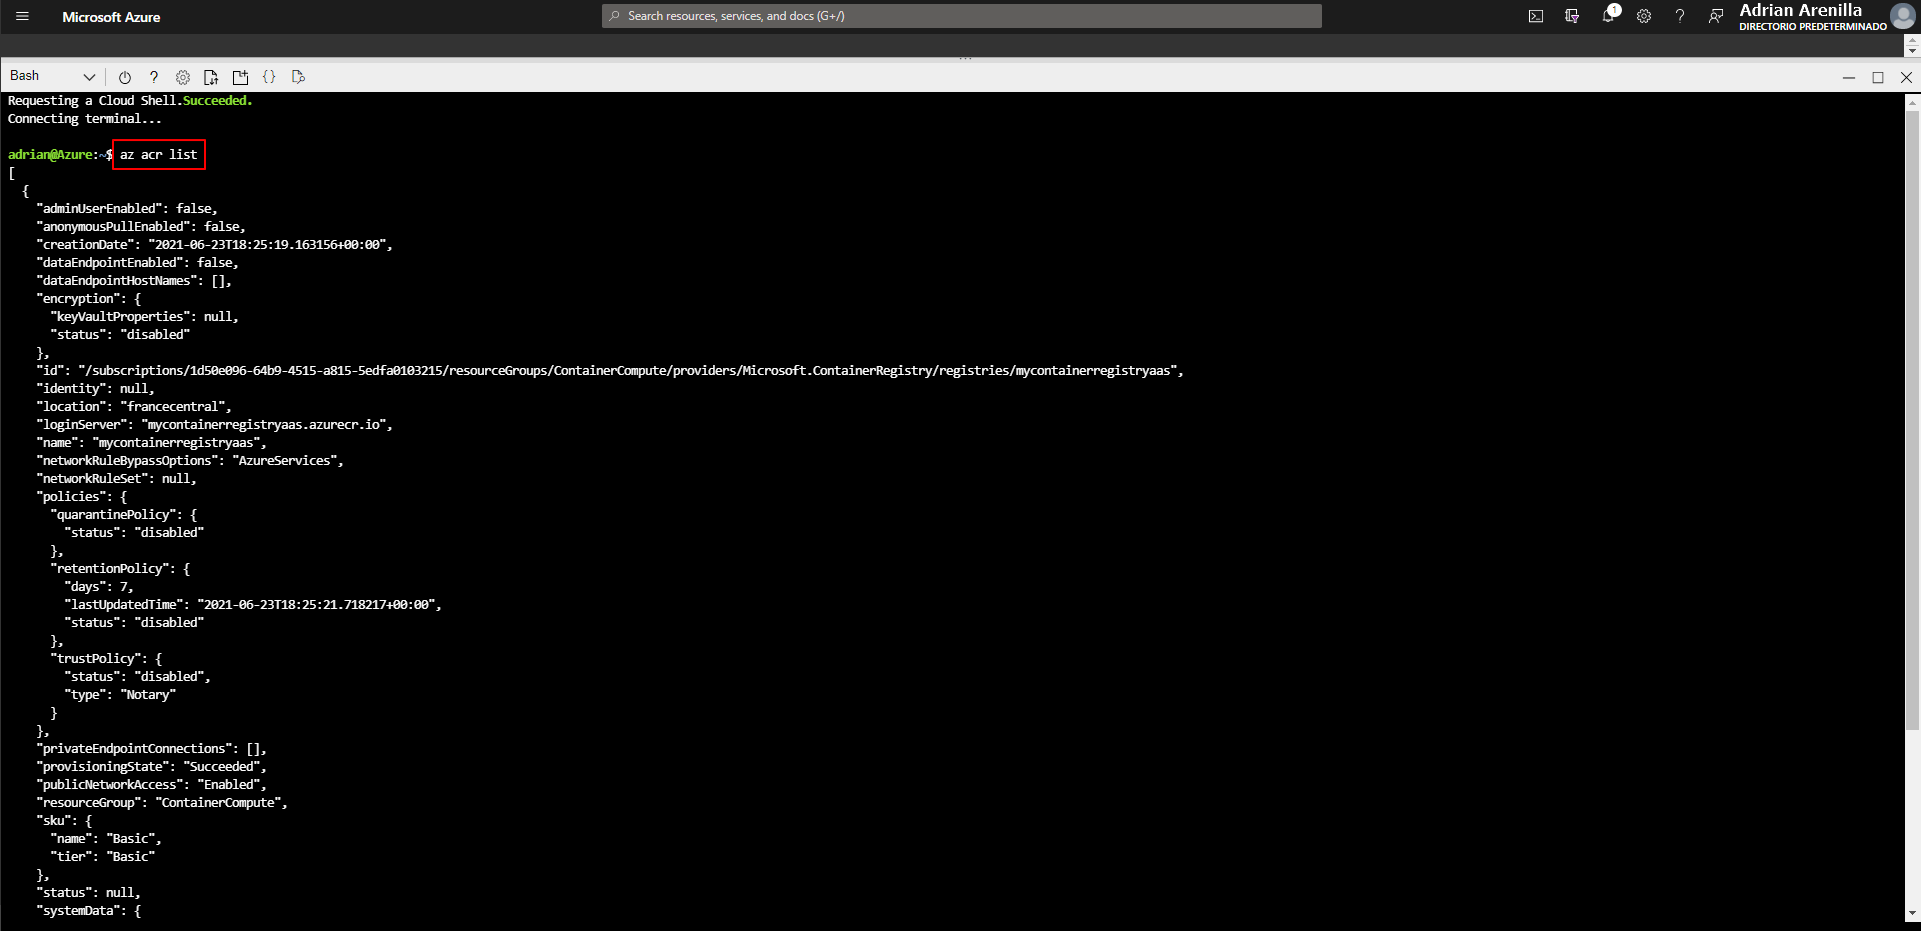 Microsoft Azure
Search resources, services, and docs (G+/)
1
Adrian Arenilla
DIRECTORIO PREDETERMINADO
Bash
Requesting a Cloud Shell.Succeeded.
Connecting terminal...
adrian@Azure:~$ az acr list
[
  {
    "adminUserEnabled": false,
    "anonymousPullEnabled": false,
    "creationDate": "2021-06-23T18:25:19.163156+00:00",
    "dataEndpointEnabled": false,
    "dataEndpointHostNames": [],
    "encryption": {
      "keyVaultProperties": null,
      "status": "disabled"
    },
    "id": "/subscriptions/1d50e096-64b9-4515-a815-5edfa0103215/resourceGroups/ContainerCompute/providers/Microsoft.ContainerRegistry/registries/mycontainerregistryaas",
    "identity": null,
    "location": "francecentral",
    "loginServer": "mycontainerregistryaas.azurecr.io",
    "name": "mycontainerregistryaas",
    "networkRuleBypassOptions": "AzureServices",
    "networkRuleSet": null,
    "policies": {
      "quarantinePolicy": {
        "status": "disabled"
      },
      "retentionPolicy": {
        "days": 7,
        "lastUpdatedTime": "2021-06-23T18:25:21.718217+00:00",
        "status": "disabled"
      },
      "trustPolicy": {
        "status": "disabled",
        "type": "Notary"
      }
    },
    "privateEndpointConnections": [],
    "provisioningState": "Succeeded",
    "publicNetworkAccess": "Enabled",
    "resourceGroup": "ContainerCompute",
    "sku": {
      "name": "Basic",
      "tier": "Basic"
    },
    "status": null,
    "systemData": {